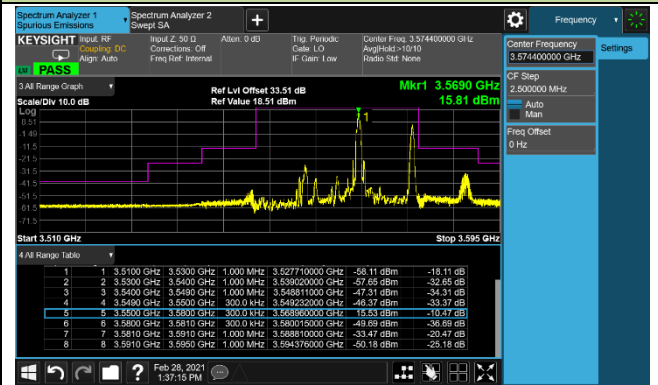 Spectrum Analyzer 1
Spurious Emissions
Spectrum Analyzer 2
Swept SA
Frequency
KEYSIGHT
Input: RF
Coupling: DC
Align: Auto
Input Z: 50 Ω
Corrections: Off
Freq Ref: Internal
Atten: 0 dB
Trig: Periodic
Gate: LO
IF Gain: Low
Center Freq: 3.574400000 GHz
Avg|Hold:>10/10
Radio Std: None
PASS
Center Frequency
3.574400000 GHz
Settings
CF Step
2.500000 MHz
Auto
Man
Freq Offset
0 Hz
3 All Range Graph
Ref Lvl Offset 33.51 dB
Mkr1 3.5690 GHz
Scale/Div 10.0 dB
Ref Value 18.51 dBm
15.81 dBm
Log
8.51
-1.49
-11.5
-21.5
-31.5
-41.5
-51.5
-61.5
-71.5
1
Start 3.510 GHz
Stop 3.595 GHz
4 All Range Table
1 1 3.5100 GHz 3.5300 GHz 1.000 MHz 3.527710000 GHz -58.11 dBm -18.11 dB
2 2 3.5300 GHz 3.5400 GHz 1.000 MHz 3.539020000 GHz -57.65 dBm -32.65 dB
3 3 3.5400 GHz 3.5490 GHz 1.000 MHz 3.548811000 GHz -47.31 dBm -34.31 dB
4 4 3.5490 GHz 3.5500 GHz 300.0 kHz 3.549232000 GHz -46.37 dBm -33.37 dB
5 5 3.5500 GHz 3.5800 GHz 300.0 kHz 3.568960000 GHz 15.53 dBm -10.47 dB
6 6 3.5800 GHz 3.5810 GHz 300.0 kHz 3.580015000 GHz -49.69 dBm -36.69 dB
7 7 3.5810 GHz 3.5910 GHz 1.000 MHz 3.588810000 GHz -33.47 dBm -20.47 dB
8 8 3.5910 GHz 3.5950 GHz 1.000 MHz 3.594376000 GHz -50.18 dBm -25.18 dB
Feb 28, 2021
1:37:15 PM